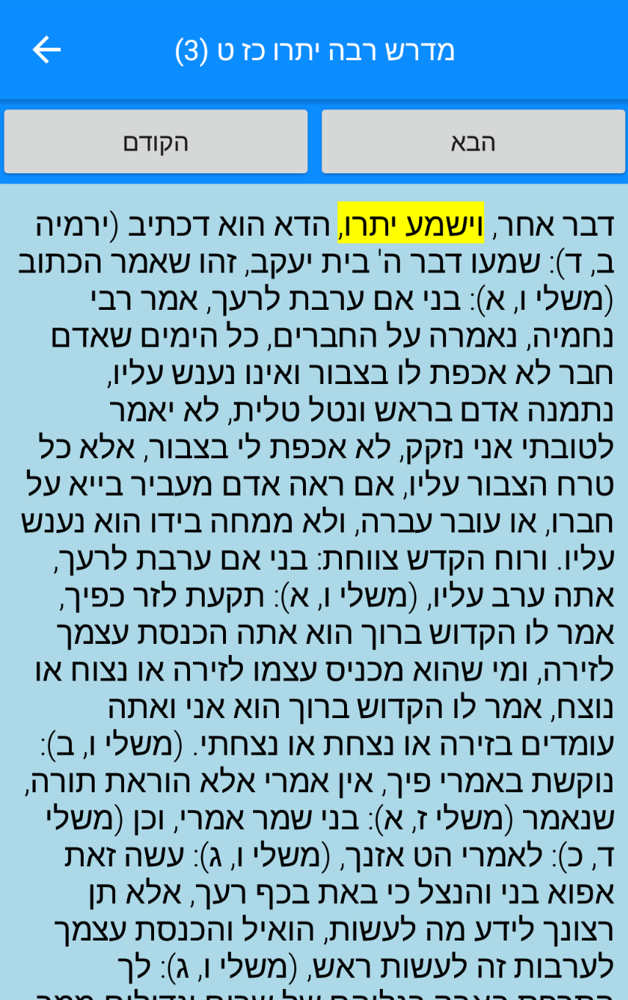 מדרש רבה יתרו כז ט (3)
הבא
הקודם
דבר אחר, וישמע יתרו, הדא הוא דכתיב (ירמיה
ב, ד): שמעו דבר ה' בית יעקב, זהו שאמר הכתוב
(משלי ו, א): בני אם ערבת לרעך, אמר רבי
נחמיה, נאמרה על החברים, כל הימים שאדם
חבר לא אכפת לו בצבור ואינו נענש עליו,
נתמנה אדם בראש ונטל טלית, לא יאמר
לטובתי אני נזקק, לא אכפת לי בצבור, אלא כל
טרח הצבור עליו, אם ראה אדם מעביר בייא על
חברו, או עובר עברה, ולא ממחה בידו הוא נענש
עליו. ורוח הקדש צווחת: בני אם ערבת לרעך,
אתה ערב עליו, (משלי ו, א): תקעת לזר כפיך,
אמר לו הקדוש ברוך הוא אתה הכנסת עצמך
לזירה, ומי שהוא מכניס עצמו לזירה או נצוח או
נוצח, אמר לו הקדוש ברוך הוא אני ואתה
עומדים בזירה או נצחת או נצחתי. (משלי ו, ב):
נוקשת באמרי פיך, אין אמרי אלא הוראת תורה,
שנאמר (משלי ז, א): בני שמר אמרי, וכן (משלי
ד, כ): לאמרי הט אזנך, (משלי ו, ג): עשה זאת
אפוא בני והנצל כי באת בכף רעך, אלא תן
רצונך לידע מה לעשות, הואיל והכנסת עצמך
לערבות זה לעשות ראש, (משלי ו, ג): לך